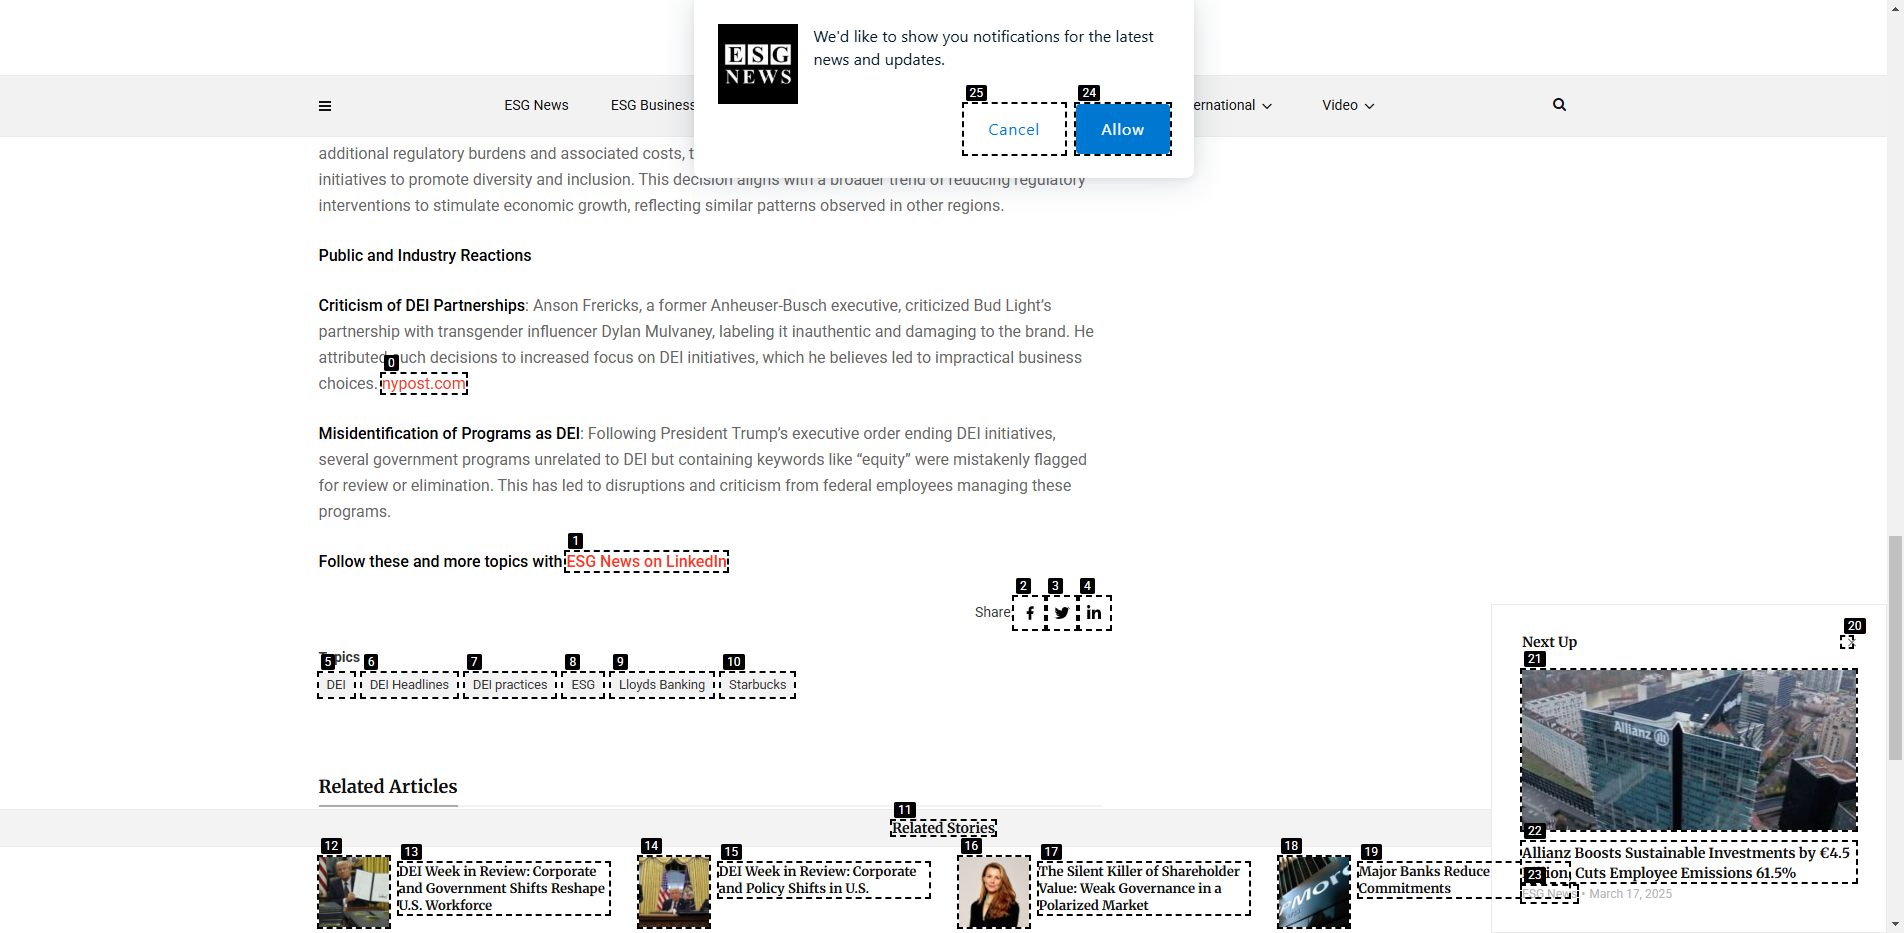 ESG
NEWS
We'd like to show you notifications for the latest
news and updates.
25
24
Cancel
Allow
ESG News
ESG Business
ernational
Video
additional regulatory burdens and associated costs, t
initiatives to promote diversity and inclusion. This decision aligns with a broader trend of reducing regulatory
interventions to stimulate economic growth, reflecting similar patterns observed in other regions.
Public and Industry Reactions
Criticism of DEI Partnerships: Anson Frericks, a former Anheuser-Busch executive, criticized Bud Light’s
partnership with transgender influencer Dylan Mulvaney, labeling it inauthentic and damaging to the brand. He
attributed such decisions to increased focus on DEI initiatives, which he believes led to impractical business
0
choices. nypost.com
Misidentification of Programs as DEI: Following President Trump’s executive order ending DEI initiatives,
several government programs unrelated to DEI but containing keywords like “equity” were mistakenly flagged
for review or elimination. This has led to disruptions and criticism from federal employees managing these
programs.
1
Follow these and more topics with ESG News on LinkedIn
2
3
4
Share
Topics
5
6
7
8
9
10
DEI
DEI Headlines
DEI practices
ESG
Lloyds Banking
Starbucks
Related Articles
11
Related Stories
12
13
DEI Week in Review: Corporate
and Government Shifts Reshape
U.S. Workforce
14
15
DEI Week in Review: Corporate
and Policy Shifts in U.S.
16
17
The Silent Killer of Shareholder
Value: Weak Governance in a
Polarized Market
18
19
Major Banks Reduce
Commitments
20
Next Up
21
Allianz
22
Allianz Boosts Sustainable Investments by €4.5
Cuts Employee Emissions 61.5%
23
ESG News • March 17, 2025